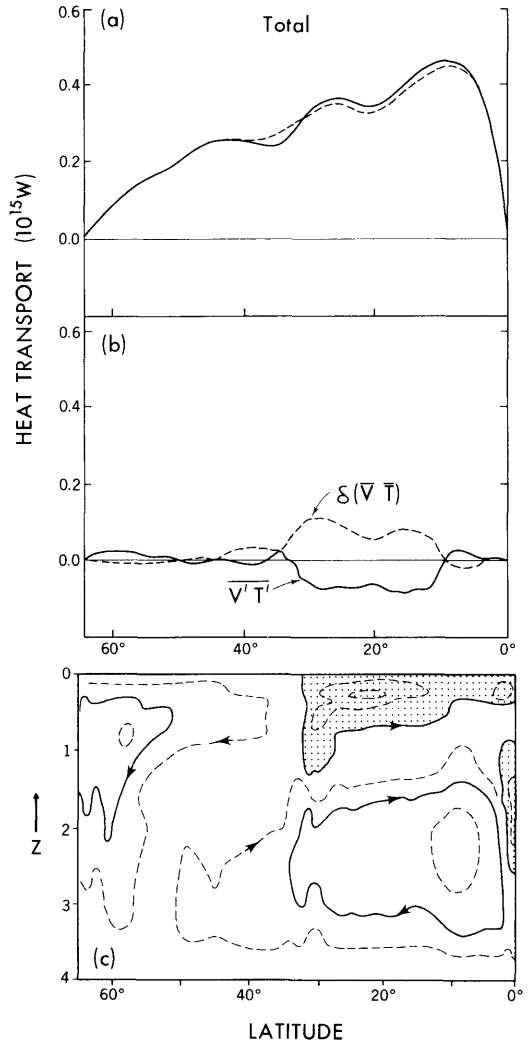 (a)
Total
0.6
0.4
0.2
0.0
HEAT TRANSPORT (10¹⁵W)
(b)
0.6
0.4
0.2
0.0
δ(V̅ T̅)
\overline{V' T'}
60° 40° 20° 0°
0
1
2
3
4
Z →
(c)
60° 40° 20° 0°
LATITUDE